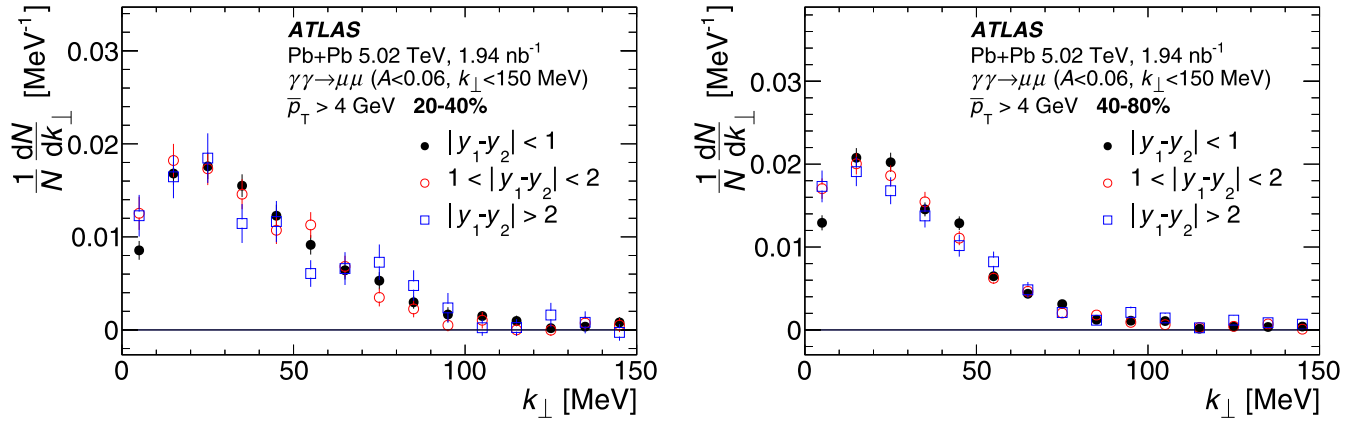 1/N dN/dk⊥ [MeV⁻¹]
0.03
0.02
0.01
0
ATLAS
Pb+Pb 5.02 TeV, 1.94 nb⁻¹
γγ→μμ (A<0.06, k⊥<150 MeV)
p̅_T > 4 GeV 20-40%
|y₁-y₂| < 1
1 < |y₁-y₂| < 2
|y₁-y₂| > 2
0 50 100 150
k⊥ [MeV]
1/N dN/dk⊥ [MeV⁻¹]
0.03
0.02
0.01
0
ATLAS
Pb+Pb 5.02 TeV, 1.94 nb⁻¹
γγ→μμ (A<0.06, k⊥<150 MeV)
p̅_T > 4 GeV 40-80%
|y₁-y₂| < 1
1 < |y₁-y₂| < 2
|y₁-y₂| > 2
0 50 100 150
k⊥ [MeV]